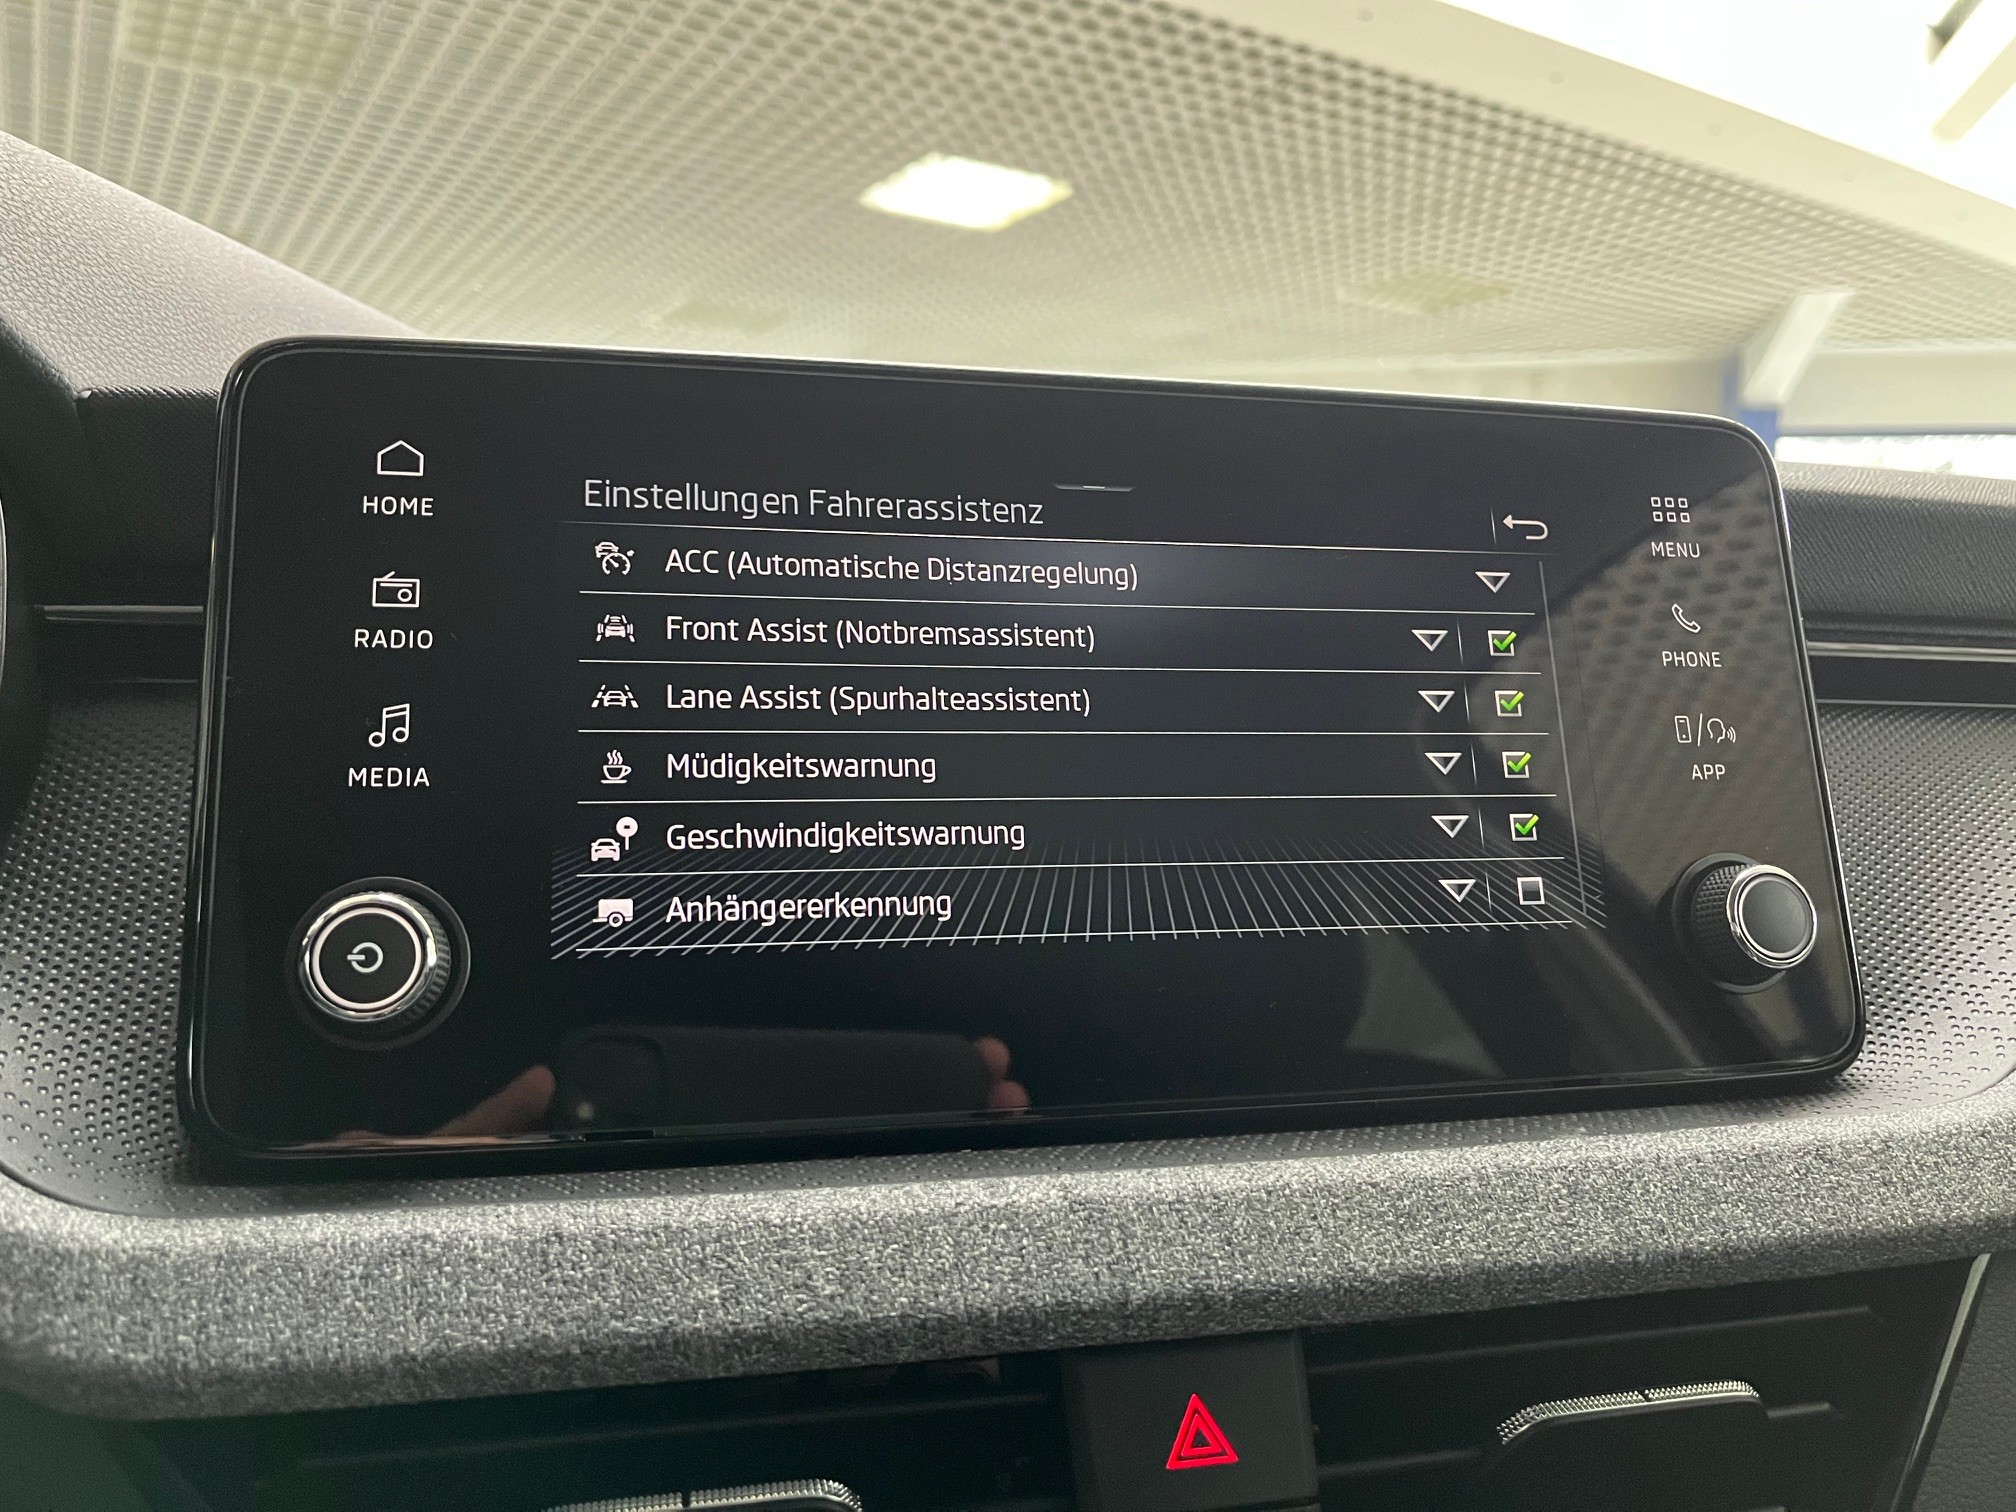 HOME
RADIO
MEDIA
Einstellungen Fahrerassistenz
ACC (Automatische Distanzregelung)
Front Assist (Notbremsassistent)
Lane Assist (Spurhalteassistent)
Müdigkeitswarnung
Geschwindigkeitswarnung
Anhängererkennung
MENU
PHONE
APP